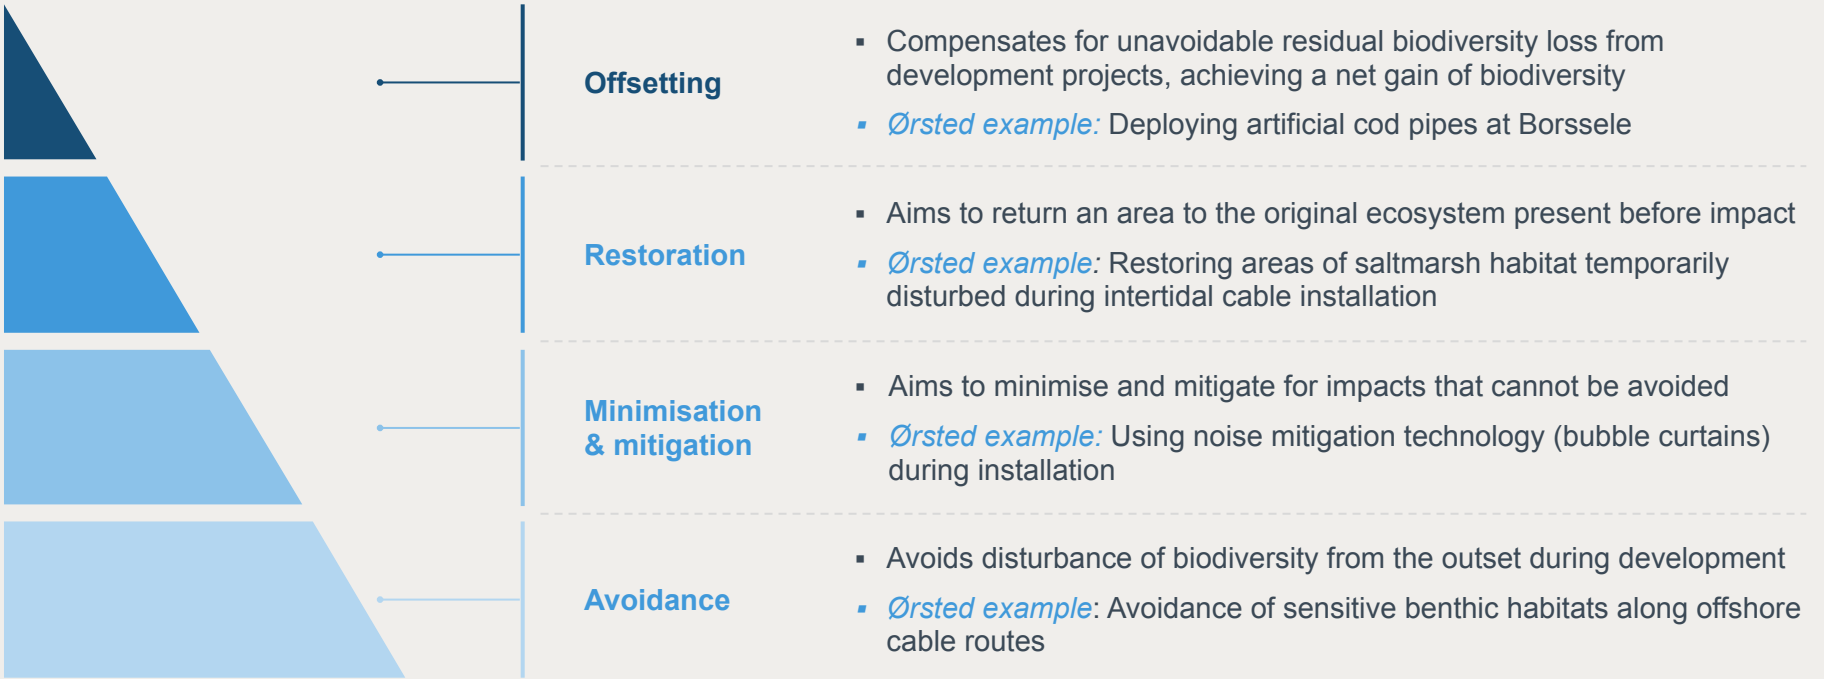 Offsetting
▪ Compensates for unavoidable residual biodiversity loss from
development projects, achieving a net gain of biodiversity
▪ Ørsted example: Deploying artificial cod pipes at Borssele
Restoration
▪ Aims to return an area to the original ecosystem present before impact
▪ Ørsted example: Restoring areas of saltmarsh habitat temporarily
disturbed during intertidal cable installation
Minimisation
& mitigation
▪ Aims to minimise and mitigate for impacts that cannot be avoided
▪ Ørsted example: Using noise mitigation technology (bubble curtains)
during installation
Avoidance
▪ Avoids disturbance of biodiversity from the outset during development
▪ Ørsted example: Avoidance of sensitive benthic habitats along offshore
cable routes